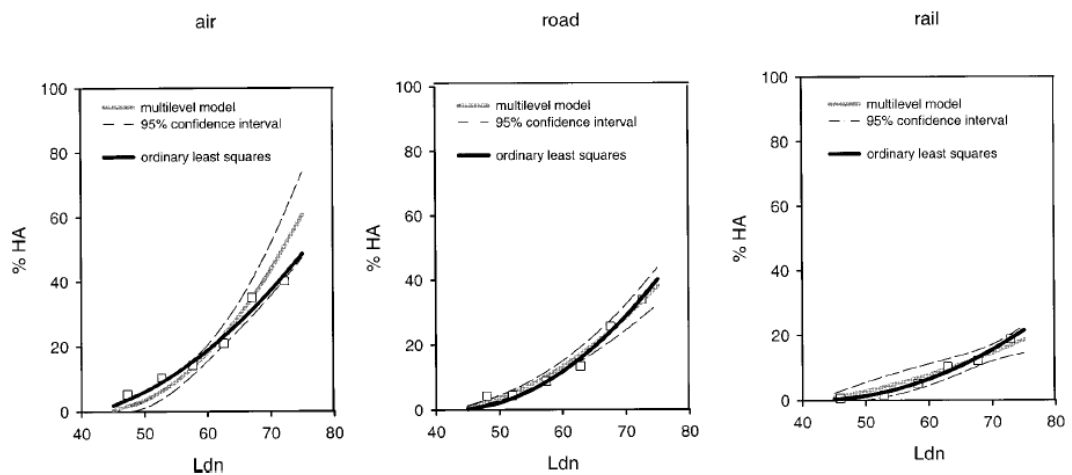 air
road
rail
100
80
60
40
20
0
% HA
multilevel model
95% confidence interval
ordinary least squares
40
50
60
70
80
Ldn
100
80
60
40
20
0
% HA
multilevel model
95% confidence interval
ordinary least squares
40
50
60
70
80
Ldn
100
80
60
40
20
0
% HA
multilevel model
95% confidence interval
ordinary least squares
40
50
60
70
80
Ldn